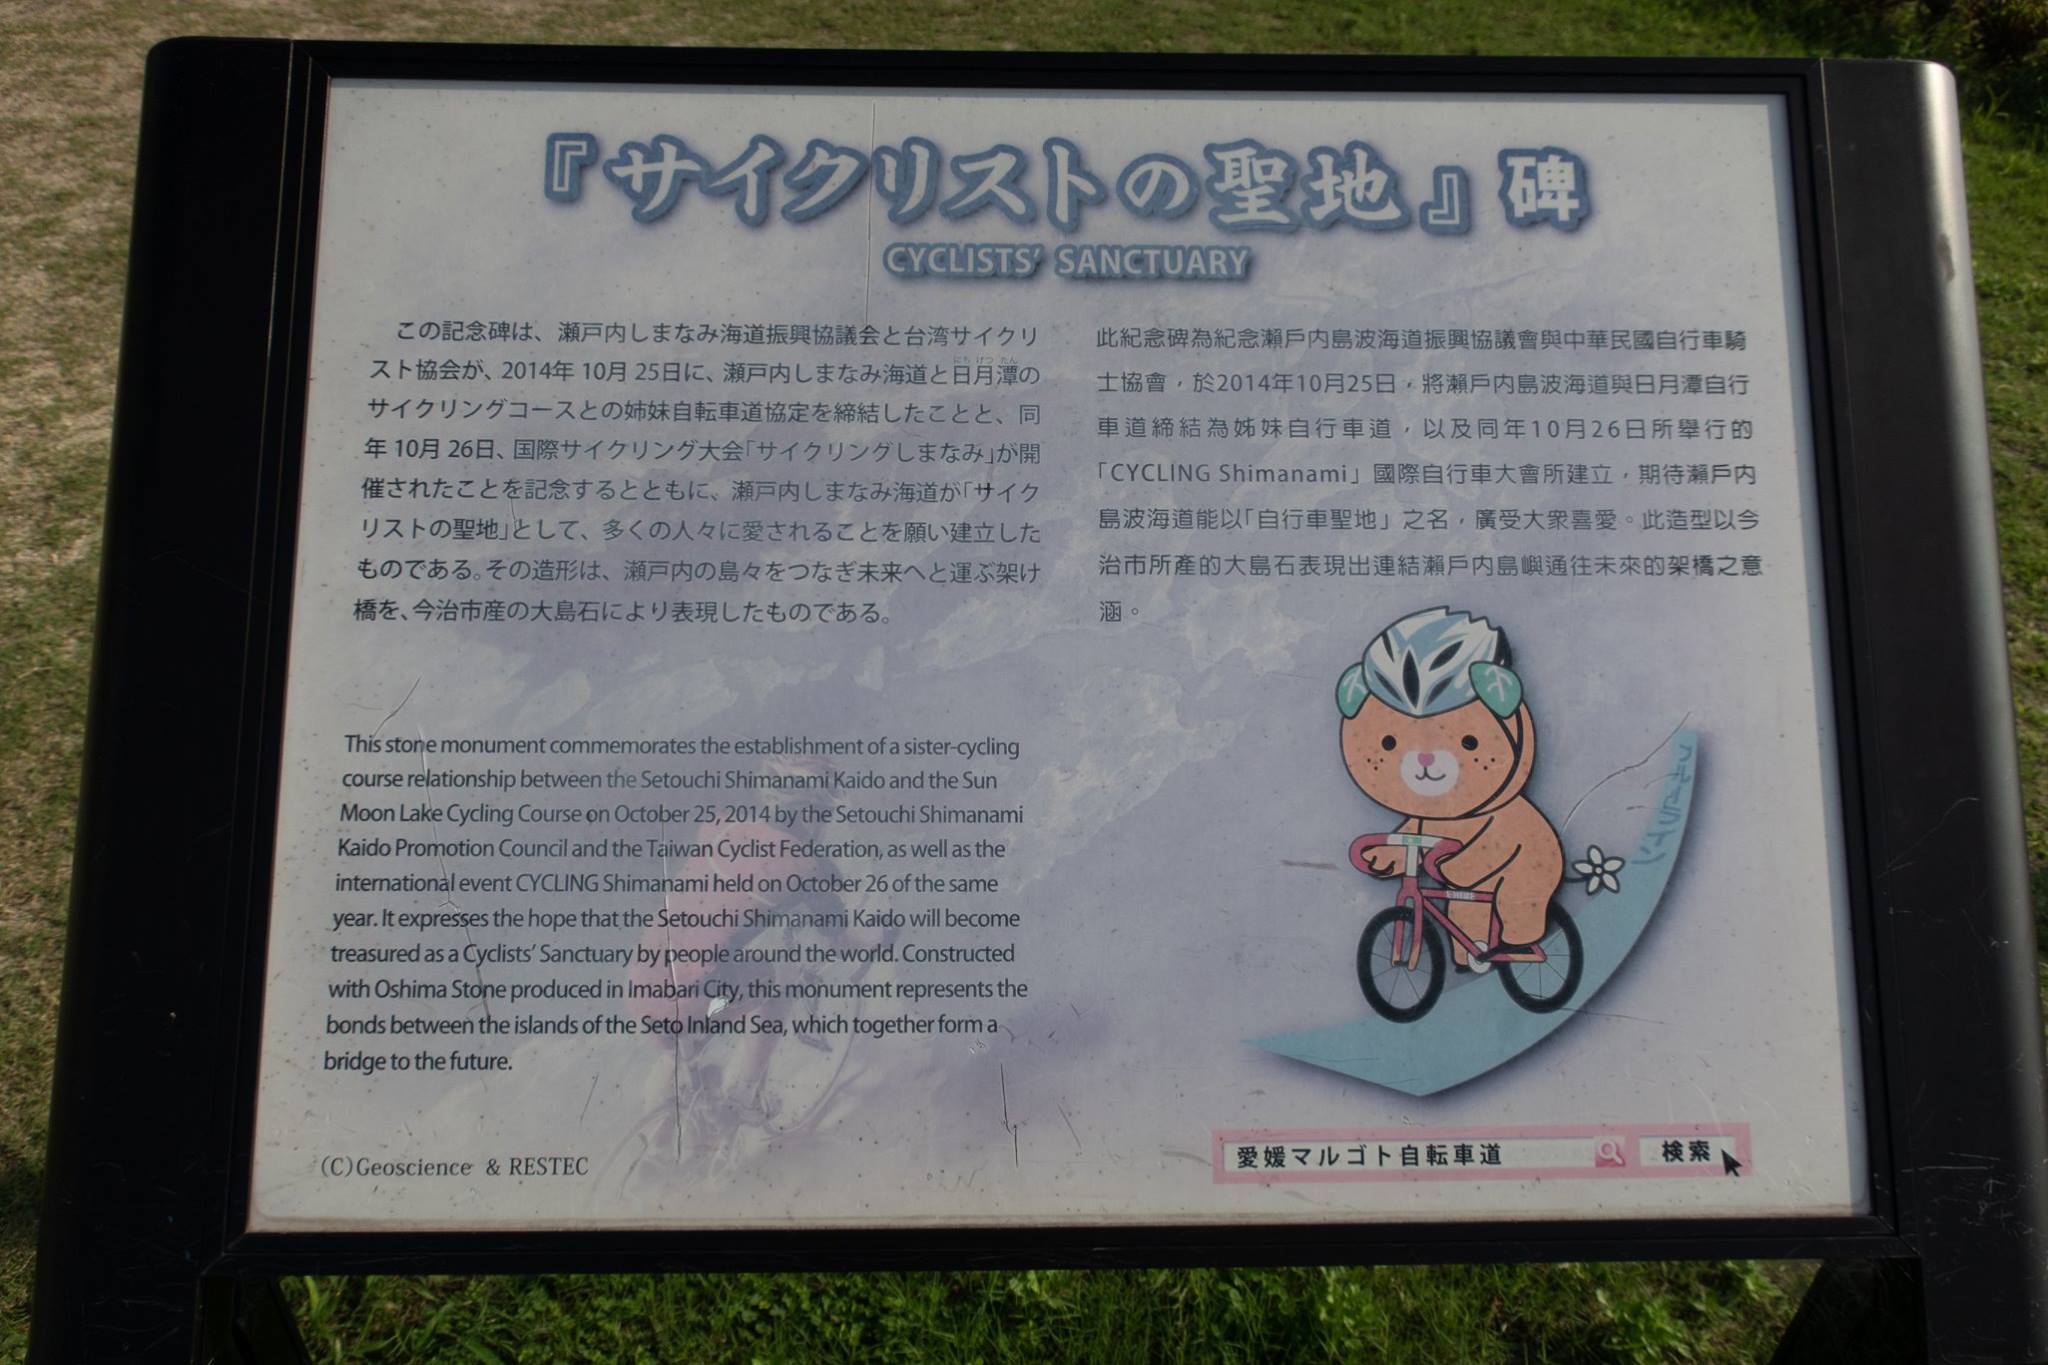 『サイクリストの聖地』碑
CYCLISTS' SANCTUARY
この記念碑は、瀬戸内しまなみ海道振興協議会と台湾サイクリ
にち げつ たん
スト協会が、2014年10月25日に、瀬戸内しまなみ海道と日月潭の
サイクリングコースとの姉妹自転車道協定を締結したことと、同
年10月26日、国際サイクリング大会「サイクリングしまなみ」が開
催されたことを記念するとともに、瀬戸内しまなみ海道が「サイク
リストの聖地」として、多くの人々に愛されることを願い建立した
ものである。その造形は、瀬戸内の島々をつなぎ未来へと運ぶ架け
橋を、今治市産の大島石により表現したものである。
此紀念碑為紀念瀨戶内島波海道振興協議會與中華民國自行車騎
士協會，於2014年10月25日，將瀨戶内島波海道與日月潭自行
車道締結為姊妹自行車道，以及同年10月26日所舉行的
「CYCLING Shimanami」國際自行車大會所建立，期待瀨戶内
島波海道能以「自行車聖地」之名，廣受大衆喜愛。此造型以今
治市所產的大島石表現出連結瀨戶内島嶼通往未來的架橋之意
涵。
This stone monument commemorates the establishment of a sister-cycling
course relationship between the Setouchi Shimanami Kaido and the Sun
Moon Lake Cycling Course on October 25, 2014 by the Setouchi Shimanami
Kaido Promotion Council and the Taiwan Cyclist Federation, as well as the
international event CYCLING Shimanami held on October 26 of the same
year. It expresses the hope that the Setouchi Shimanami Kaido will become
treasured as a Cyclists' Sanctuary by people around the world. Constructed
with Oshima Stone produced in Imabari City, this monument represents the
bonds between the islands of the Seto Inland Sea, which together form a
bridge to the future.
EHIME
(C)Geoscience & RESTEC
愛媛マルゴト自転車道 検索